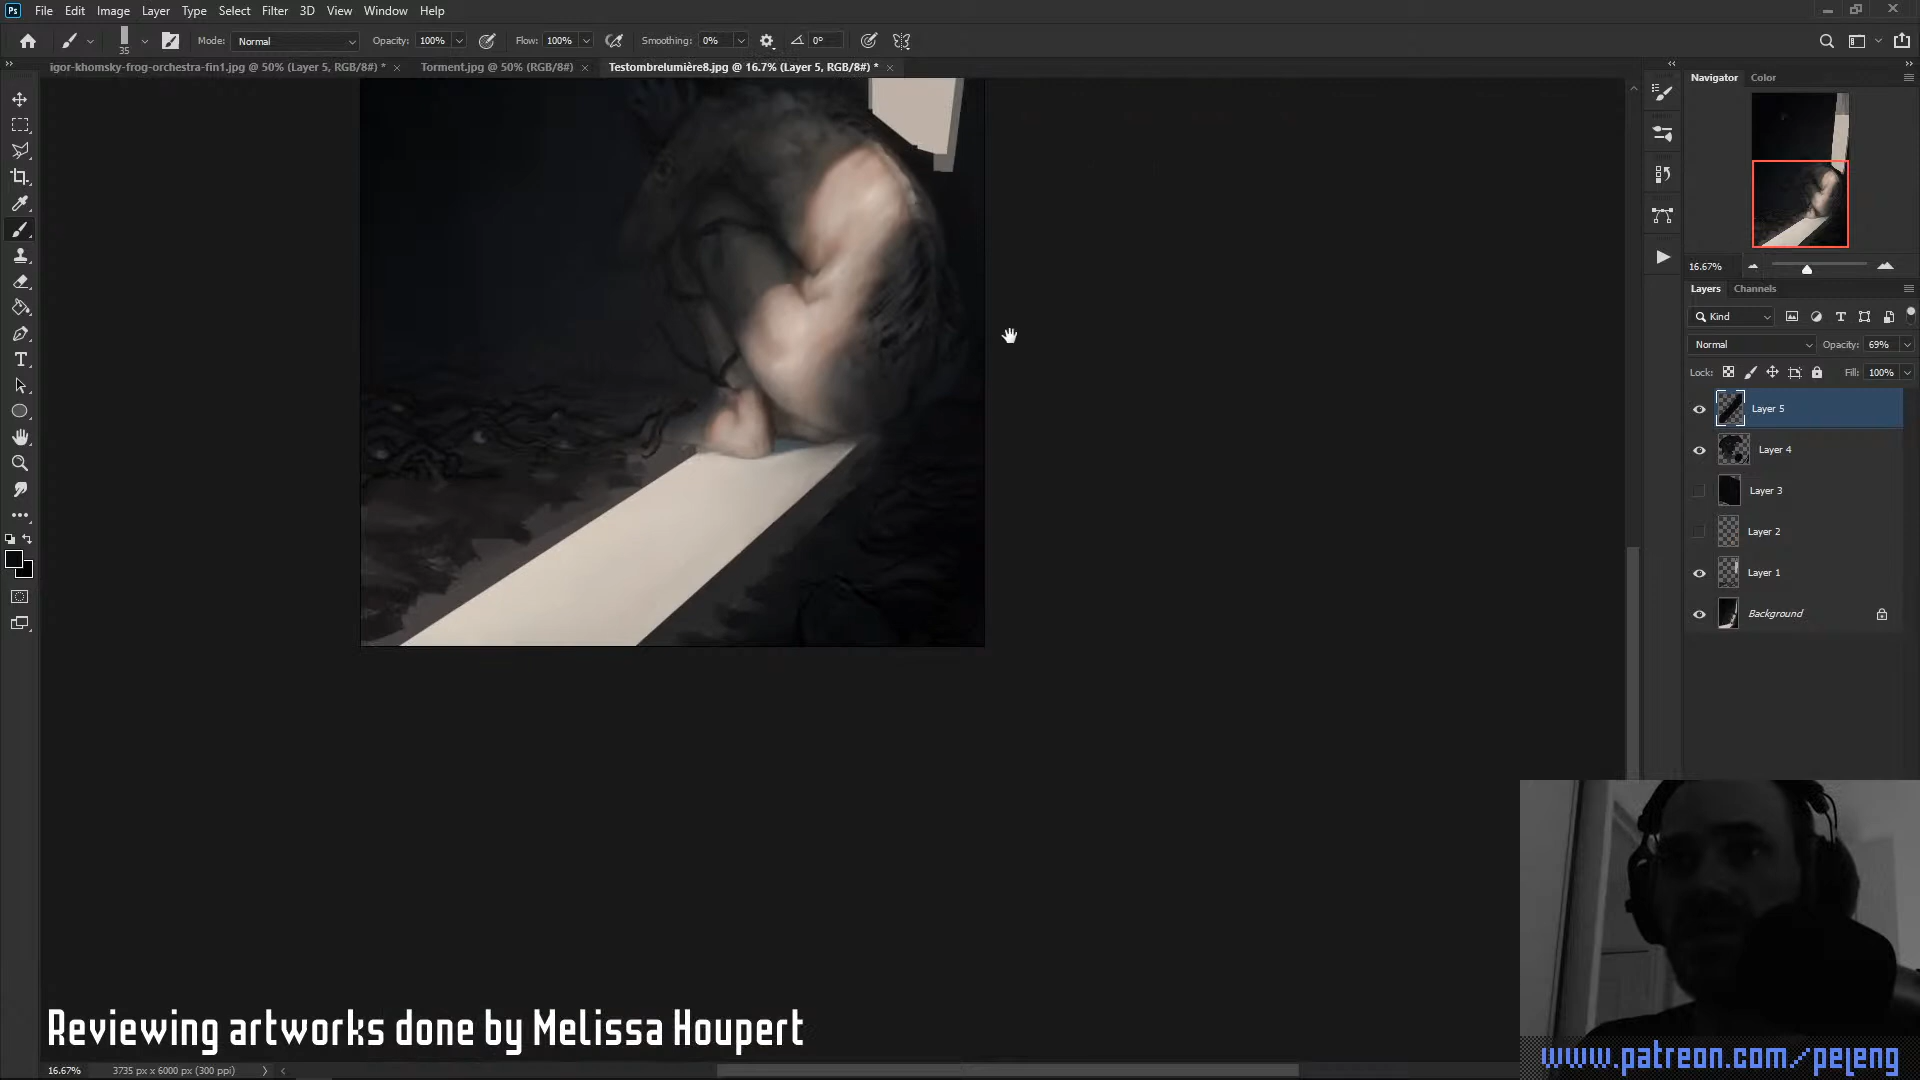 Ps File Edit Image Layer Type Select Filter 3D View Window Help
35 Mode: Normal Opacity: 100% Flow: 100% Smoothing: 0% 0°
igor-khomsky-frog-orchestra-fin1.jpg @ 50% (Layer 5, RGB/8#) * Torment.jpg @ 50% (RGB/8#) Testombrelumière8.jpg @ 16.7% (Layer 5, RGB/8#) *
Navigator Color
16.67%
Layers Channels
Kind
Normal Opacity: 69%
Lock: Fill: 100%
Layer 5
Layer 4
Layer 3
Layer 2
Layer 1
Background
Reviewing artworks done by Melissa Houpert
www.patreon.com/peleng
16.67% 3735 px x 6000 px (300 ppi)